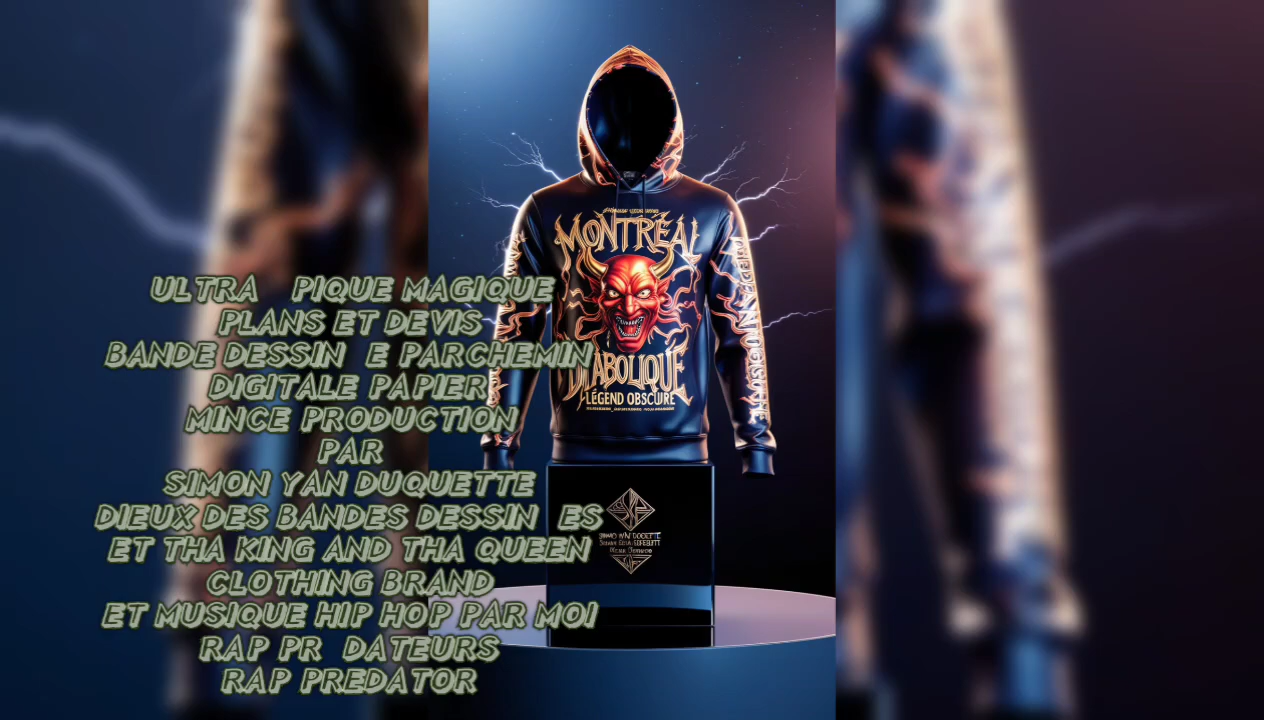 MONTRÉAL
DIABOLIQUE
LÉGEND OBSCURE
ULTRA PIQUE MAGIQUE
PLANS ET DEVIS
BANDE DESSIN E PARCHEMIN
DIGITALE PAPIER
MINCE PRODUCTION
PAR
SIMON YAN DUQUETTE
DIEUX DES BANDES DESSIN ES
ET THA KING AND THA QUEEN
CLOTHING BRAND
ET MUSIQUE HIP HOP PAR MOI
RAP PR DATEURS
RAP PREDATOR